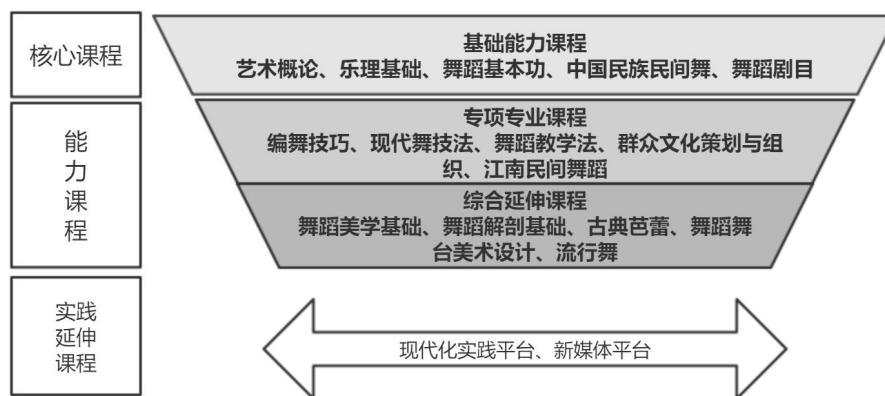 核心课程
基础能力课程
艺术概论、乐理基础、舞蹈基本功、中国民族民间舞、舞蹈剧目
能
力
课
程
专项专业课程
编舞技巧、现代舞技法、舞蹈教学法、群众文化策划与组
织、江南民间舞蹈
综合延伸课程
舞蹈美学基础、舞蹈解剖基础、古典芭蕾、舞蹈舞
台美术设计、流行舞
实践
延伸
课程
现代化实践平台、新媒体平台